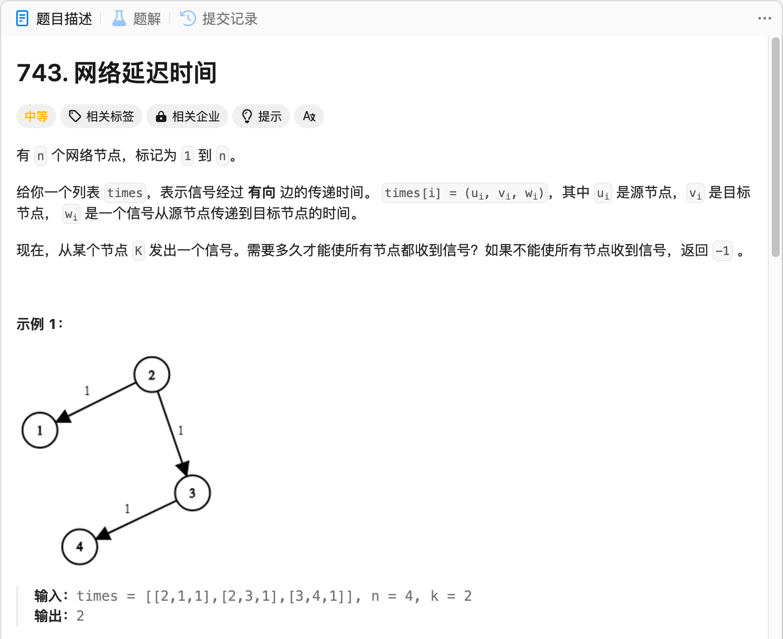 题目描述 题解 提交记录
743. 网络延迟时间
中等 相关标签 相关企业 提示 Aあ
有 n 个网络节点，标记为 1 到 n 。
给你一个列表 times，表示信号经过 有向 边的传递时间。 times[i] = (ui, vi, wi)，其中 ui 是源节点，vi 是目标
节点， wi 是一个信号从源节点传递到目标节点的时间。
现在，从某个节点 K 发出一个信号。需要多久才能使所有节点都收到信号？如果不能使所有节点收到信号，返回 -1 。
示例 1：
2
1
1
1
3
1
4
输入：times = [[2,1,1],[2,3,1],[3,4,1]], n = 4, k = 2
输出：2